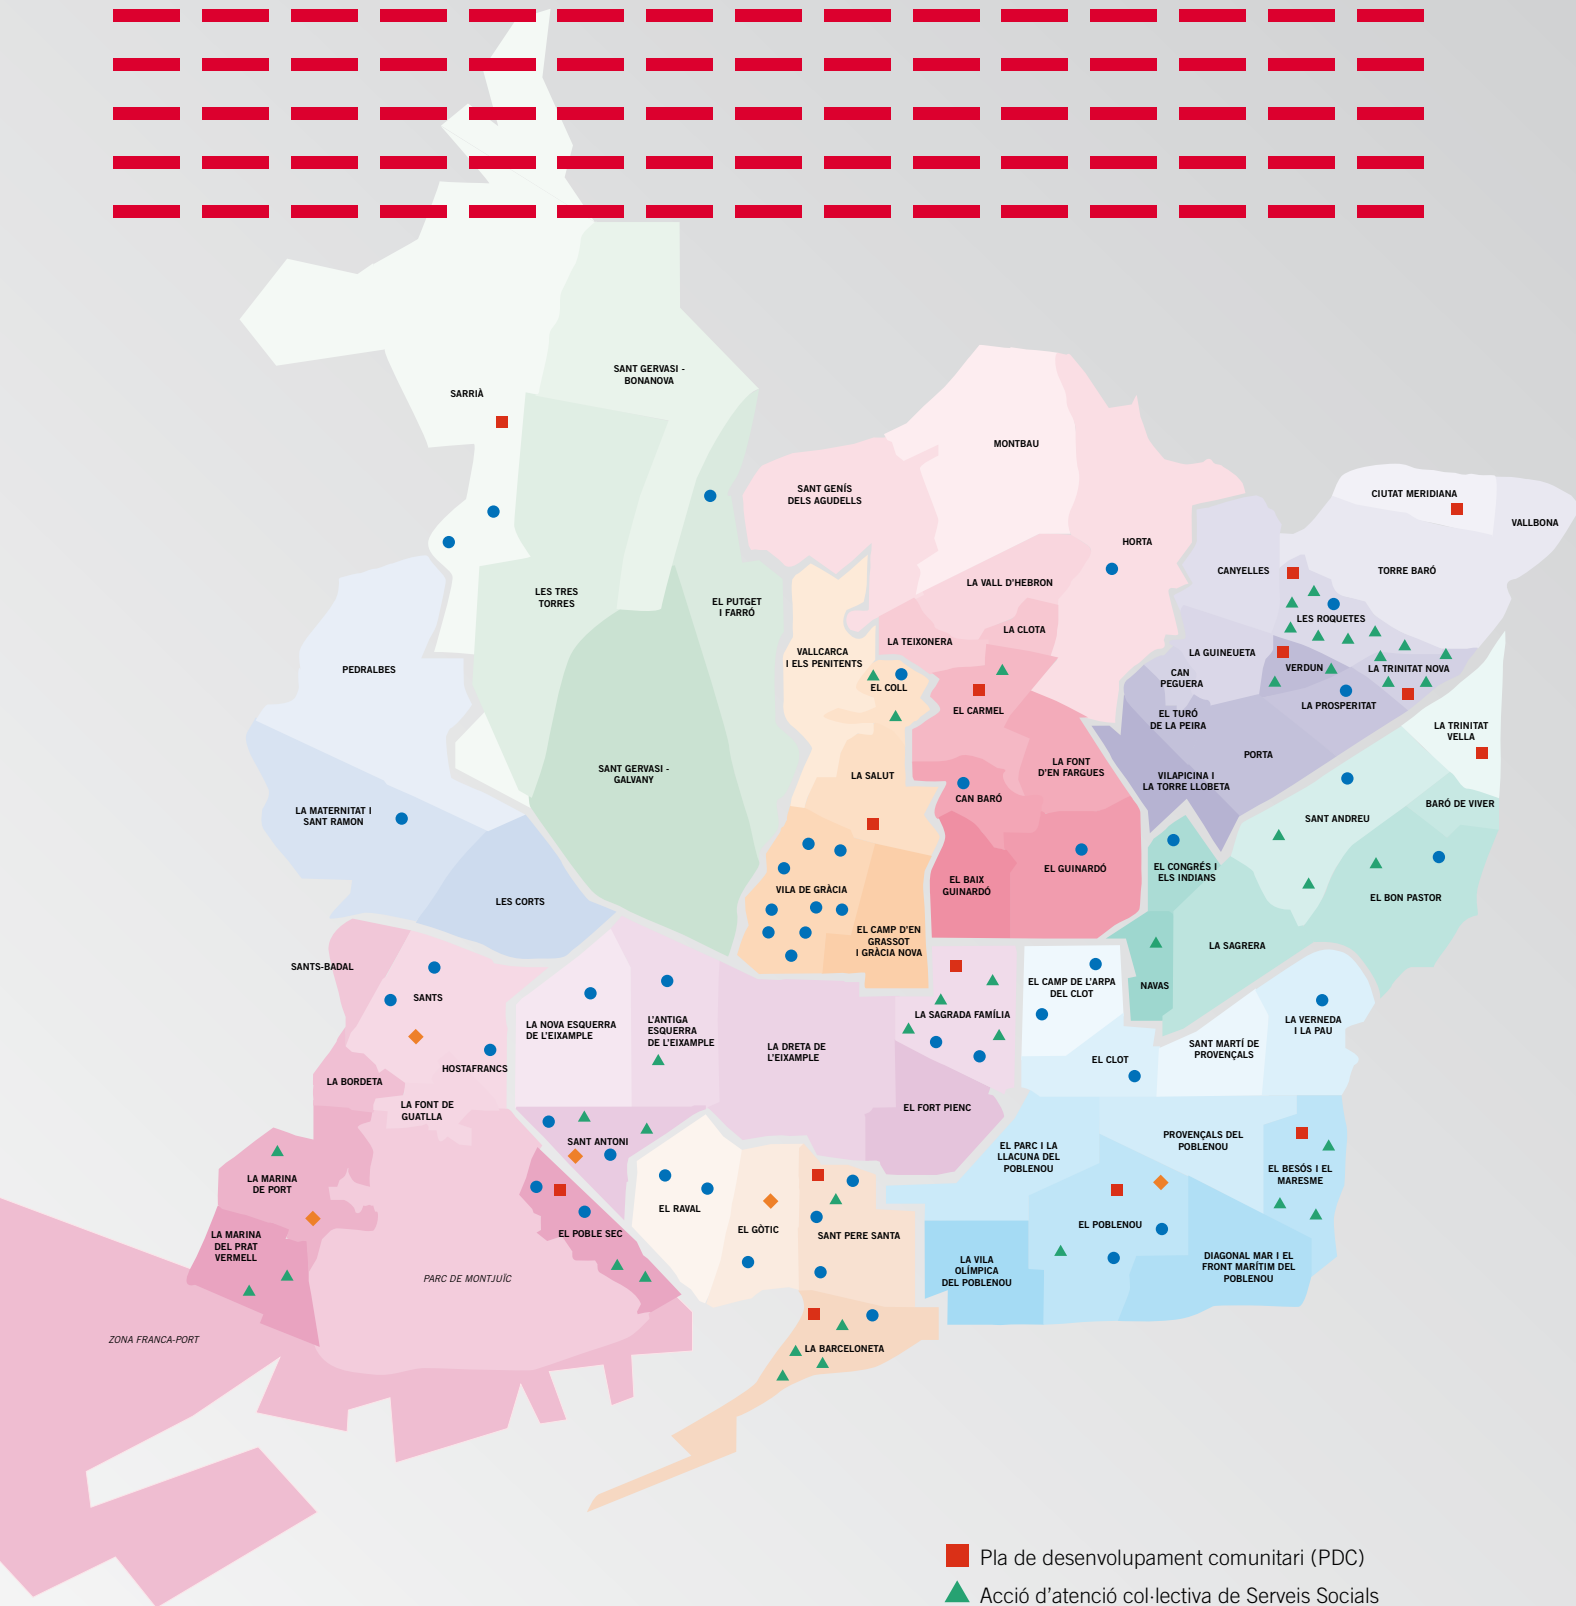 SANT GERVASI -
BONANOVA
SARRIÀ
MONTBAU
SANT GENÍS
DELS AGUDELLS
CIUTAT MERIDIANA
VALLBONA
HORTA
CANYELLES
TORRE BARÓ
LA VALL D'HEBRON
LES TRES
TORRES
EL PUTGET
I FARRÓ
LES ROQUETES
LA CLOTA
LA TEIXONERA
LA GUINEUETA
VALLCARCA
I ELS PENITENTS
PEDRALBES
VERDUN
LA TRINITAT NOVA
CAN
PEGUERA
EL COLL
LA PROSPERITAT
EL CARMEL
EL TURÓ
DE LA PEIRA
LA TRINITAT
VELLA
PORTA
LA FONT
D'EN FARGUES
SANT GERVASI -
GALVANY
LA SALUT
VILAPICINA I
LA TORRE LLOBETA
CAN BARÓ
BARÓ DE VIVER
LA MATERNITAT I
SANT RAMON
SANT ANDREU
EL GUINARDÓ
EL CONGRÉS I
ELS INDIANS
EL BAIX
GUINARDÓ
VILA DE GRÀCIA
LES CORTS
EL BON PASTOR
EL CAMP D'EN
GRASSOT
I GRÀCIA NOVA
LA SAGRERA
SANTS-BADAL
SANTS
EL CAMP DE L'ARPA
DEL CLOT
NAVAS
LA SAGRADA FAMÍLIA
LA NOVA ESQUERRA
DE L'EIXAMPLE
L'ANTIGA
ESQUERRA
DE L'EIXAMPLE
LA VERNEDA
I LA PAU
LA DRETA DE
L'EIXAMPLE
SANT MARTÍ DE
PROVENÇALS
EL CLOT
HOSTAFRANCS
LA BORDETA
LA FONT DE
GUATLLA
EL FORT PIENC
SANT ANTONI
PROVENÇALS DEL
POBLENOU
EL PARC I LA
LLACUNA DEL
POBLENOU
EL BESÓS I EL
MARESME
LA MARINA
DE PORT
EL RAVAL
EL GÒTIC
SANT PERE SANTA
EL POBLENOU
EL POBLE SEC
LA MARINA
DEL PRAT
VERMELL
LA VILA
OLÍMPICA
DEL POBLENOU
DIAGONAL MAR I EL
FRONT MARÍTIM DEL
POBLENOU
PARC DE MONTJUÏC
ZONA FRANCA-PORT
LA BARCELONETA
Pla de desenvolupament comunitari (PDC)
Acció d'atenció col·lectiva de Serveis Socials